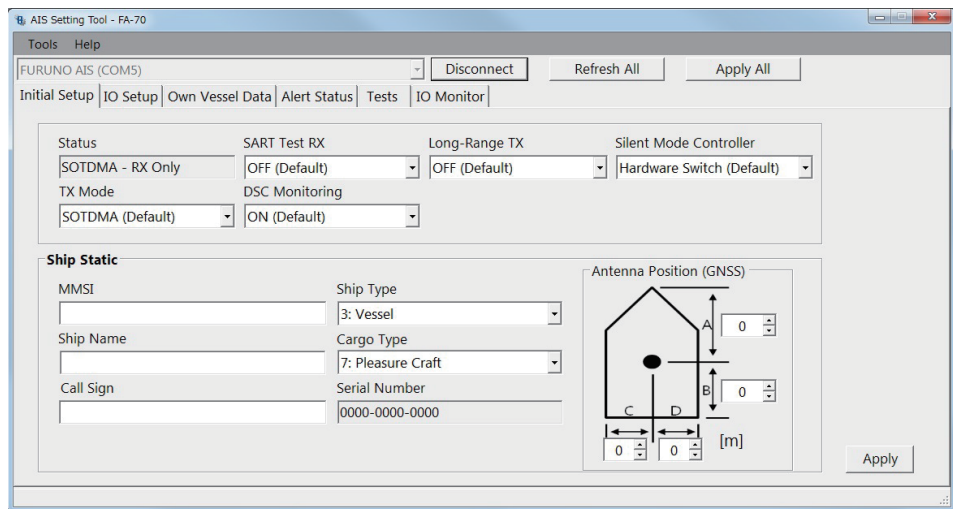 AIS Setting Tool - FA-70
Tools Help
FURUNO AIS (COM5) Disconnect Refresh All Apply All
Initial Setup IO Setup Own Vessel Data Alert Status Tests IO Monitor
Status SART Test RX Long-Range TX Silent Mode Controller
SOTDMA - RX Only OFF (Default) OFF (Default) Hardware Switch (Default)
TX Mode DSC Monitoring
SOTDMA (Default) ON (Default)
Ship Static
Antenna Position (GNSS)
MMSI Ship Type
3: Vessel
A 0
Ship Name Cargo Type
7: Pleasure Craft
Call Sign Serial Number
B 0
0000-0000-0000
C D
0 0 [m]
Apply